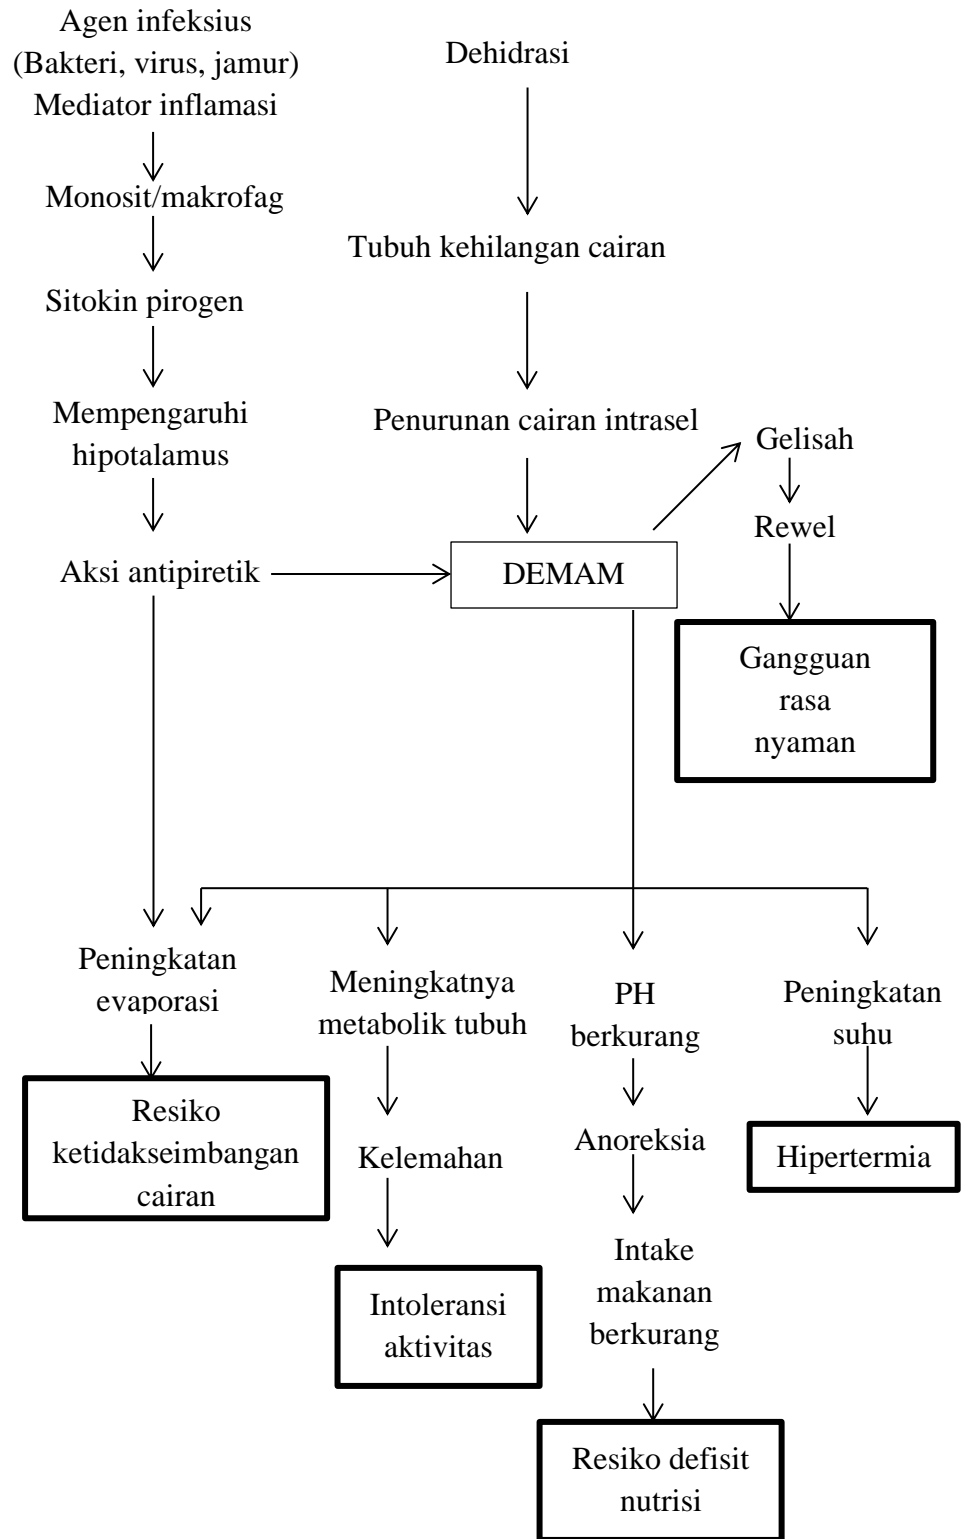 Agen infeksius
(Bakteri, virus, jamur)
Mediator inflamasi
Monosit/makrofag
Sitokin pirogen
Mempengaruhi
hipotalamus
Aksi antipiretik
Dehidrasi
Tubuh kehilangan cairan
Penurunan cairan intrasel
DEMAM
Gelisah
Rewel
Gangguan
rasa
nyaman
Peningkatan
evaporasi
Resiko
ketidakseimbangan
cairan
Meningkatnya
metabolik tubuh
Kelemahan
Intoleransi
aktivitas
PH
berkurang
Anoreksia
Intake
makanan
berkurang
Resiko defisit
nutrisi
Peningkatan
suhu
Hipertermia